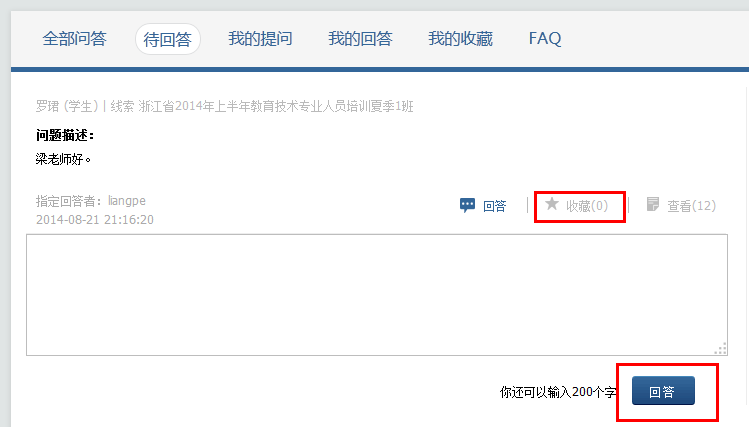 全部问答 待回答 我的提问 我的回答 我的收藏 FAQ
罗珺 (学生) | 线索 浙江省2014年上半年教育技术专业人员培训夏季1班
问题描述：
梁老师好。
指定回答者：liangpe
回答 收藏(0) 查看(12)
2014-08-21 21:16:20
你还可以输入200个字 回答